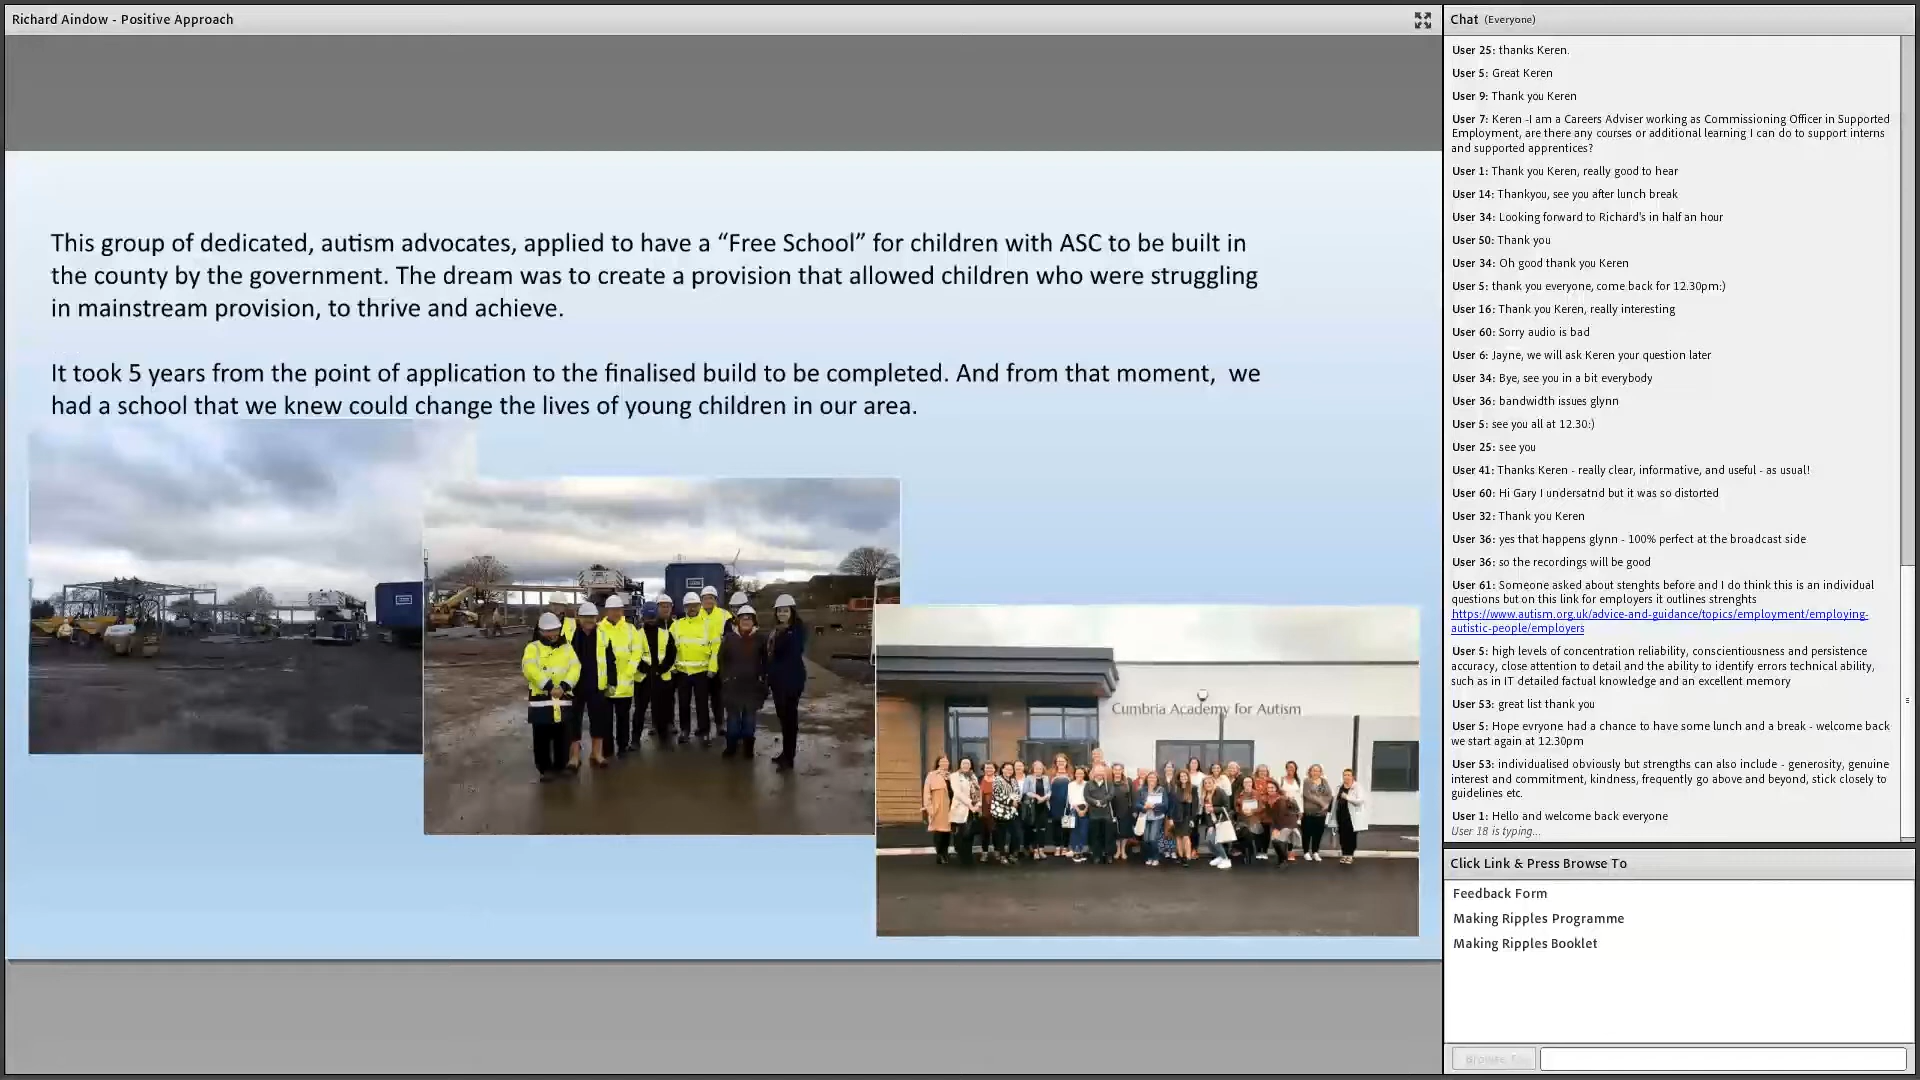 Richard Aindow - Positive Approach
This group of dedicated, autism advocates, applied to have a “Free School” for children with ASC to be built in
the county by the government. The dream was to create a provision that allowed children who were struggling
in mainstream provision, to thrive and achieve.
It took 5 years from the point of application to the finalised build to be completed. And from that moment,  we
had a school that we knew could change the lives of young children in our area.
Cumbria Academy for Autism
Chat (Everyone)
User 25: thanks Keren.
User 5: Great Keren
User 9: Thank you Keren
User 7: Keren -I am a Careers Adviser working as Commissioning Officer in Supported
Employment, are there any courses or additional learning I can do to support interns
and supported apprentices?
User 1: Thank you Keren, really good to hear
User 14: Thankyou, see you after lunch break
User 34: Looking forward to Richard's in half an hour
User 50: Thank you
User 34: Oh good thank you Keren
User 5: thank you everyone, come back for 12.30pm:)
User 16: Thank you Keren, really interesting
User 60: Sorry audio is bad
User 6: Jayne, we will ask Keren your question later
User 34: Bye, see you in a bit everybody
User 36: bandwidth issues glynn
User 5: see you all at 12.30:)
User 25: see you
User 41: Thanks Keren - really clear, informative, and useful - as usual!
User 60: Hi Gary I undersatnd but it was so distorted
User 32: Thank you Keren
User 36: yes that happens glynn - 100% perfect at the broadcast side
User 36: so the recordings will be good
User 61: Someone asked about stenghts before and I do think this is an individual
questions but on this link for employers it outlines strenghts
https://www.autism.org.uk/advice-and-guidance/topics/employment/employing-
autistic-people/employers
User 5: high levels of concentration reliability, conscientiousness and persistence
accuracy, close attention to detail and the ability to identify errors technical ability,
such as in IT detailed factual knowledge and an excellent memory
User 53: great list thank you
User 5: Hope evryone had a chance to have some lunch and a break - welcome back
we start again at 12.30pm
User 53: individualised obviously but strengths can also include - generosity, genuine
interest and commitment, kindness, frequently go above and beyond, stick closely to
guidelines etc.
User 1: Hello and welcome back everyone
User 18 is typing...
Click Link & Press Browse To
Feedback Form
Making Ripples Programme
Making Ripples Booklet